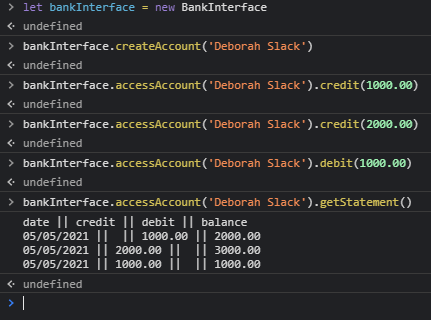 > let bankInterface = new BankInterface
undefined
> bankInterface.createAccount('Deborah Slack')
undefined
> bankInterface.accessAccount('Deborah Slack').credit(1000.00)
undefined
> bankInterface.accessAccount('Deborah Slack').credit(2000.00)
undefined
> bankInterface.accessAccount('Deborah Slack').debit(1000.00)
undefined
> bankInterface.accessAccount('Deborah Slack').getStatement()
date || credit || debit || balance
05/05/2021 ||  || 1000.00 || 2000.00
05/05/2021 || 2000.00 ||  || 3000.00
05/05/2021 || 1000.00 ||  || 1000.00
undefined
>